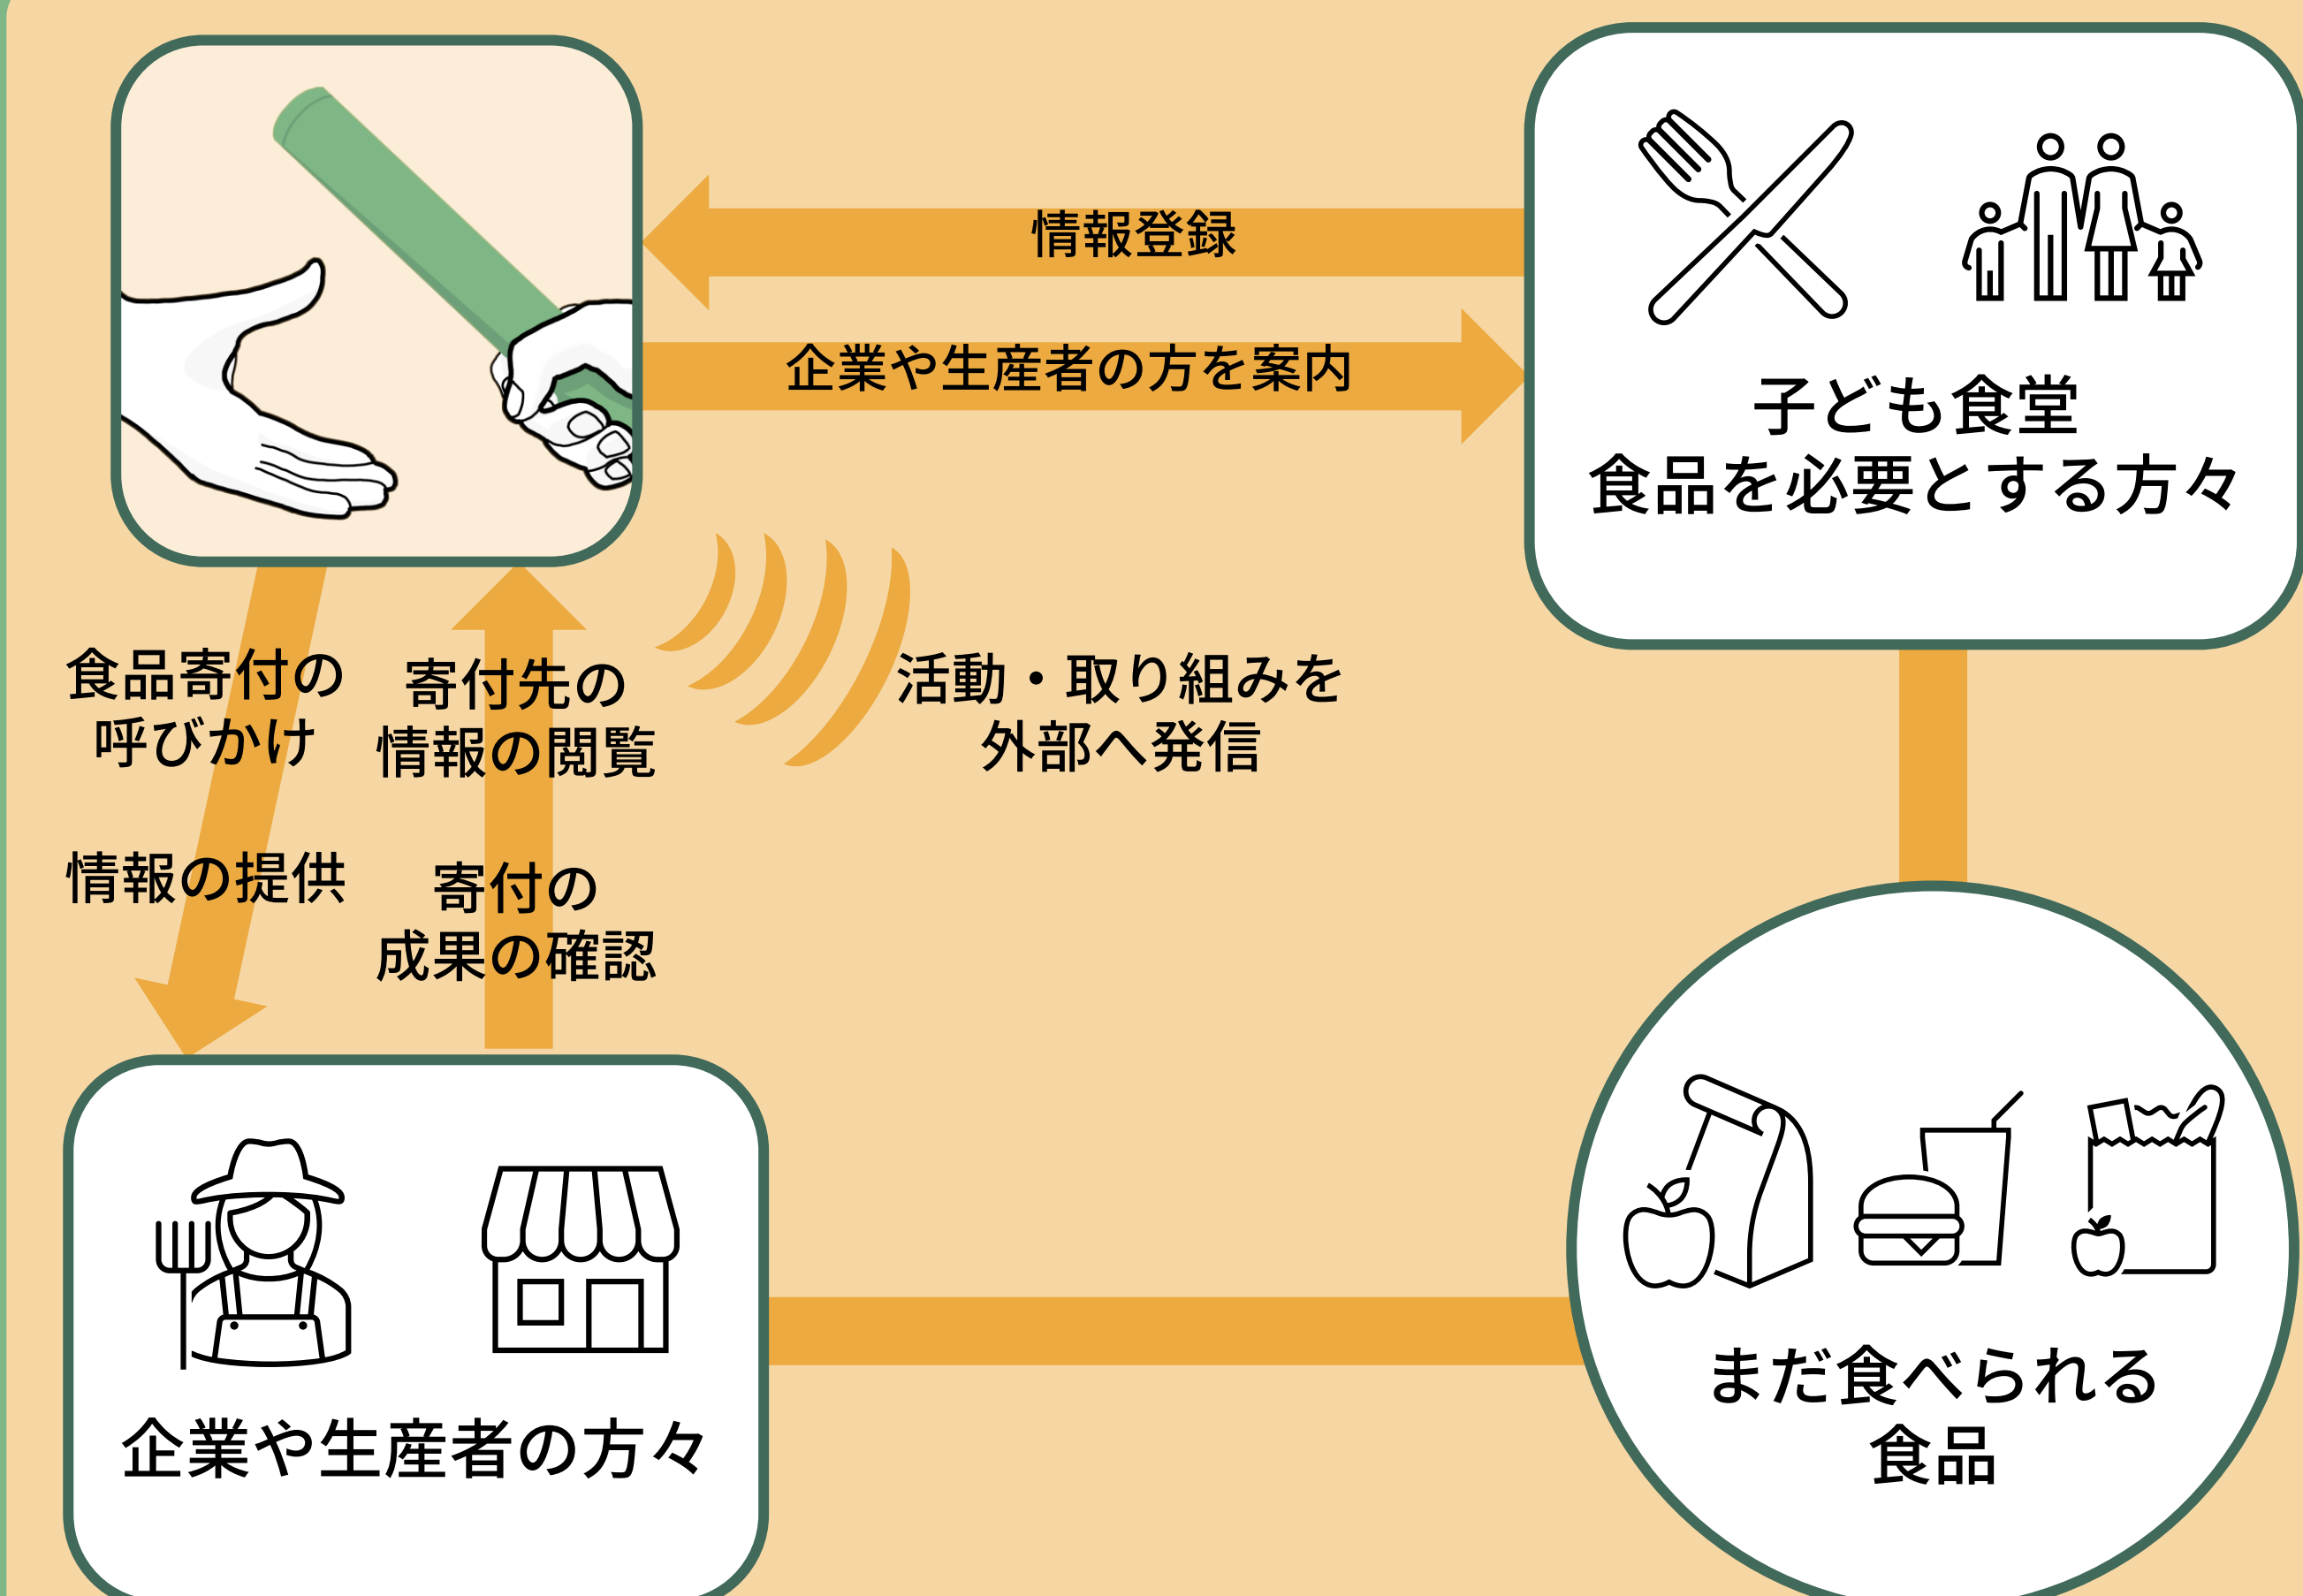 情報登録
企業や生産者の方を案内
子ども食堂
食品を必要とする方々
食品寄付の
呼びかけ
情報の提供
寄付先の
情報の閲覧
寄付の
成果の確認
活動・取り組みを
外部へ発信
企業や生産者の方々
まだ食べられる
食品